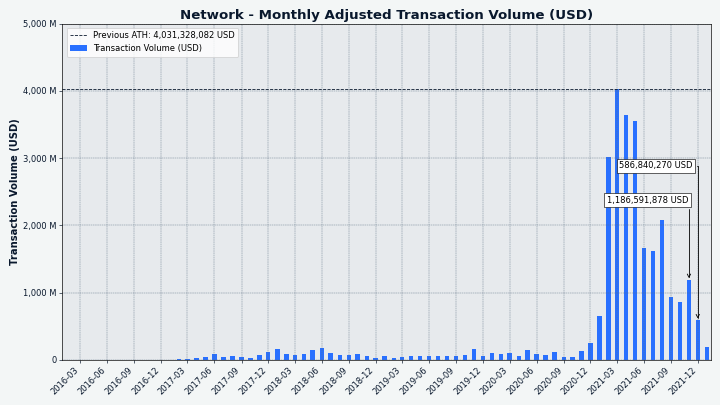 Network - Monthly Adjusted Transaction Volume (USD)
Previous ATH: 4,031,328,082 USD
Transaction Volume (USD)
Transaction Volume (USD)
5,000 M
4,000 M
3,000 M
2,000 M
1,000 M
0
586,840,270 USD
1,186,591,878 USD
2016-03
2016-06
2016-09
2016-12
2017-03
2017-06
2017-09
2017-12
2018-03
2018-06
2018-09
2018-12
2019-03
2019-06
2019-09
2019-12
2020-03
2020-06
2020-09
2020-12
2021-03
2021-06
2021-09
2021-12